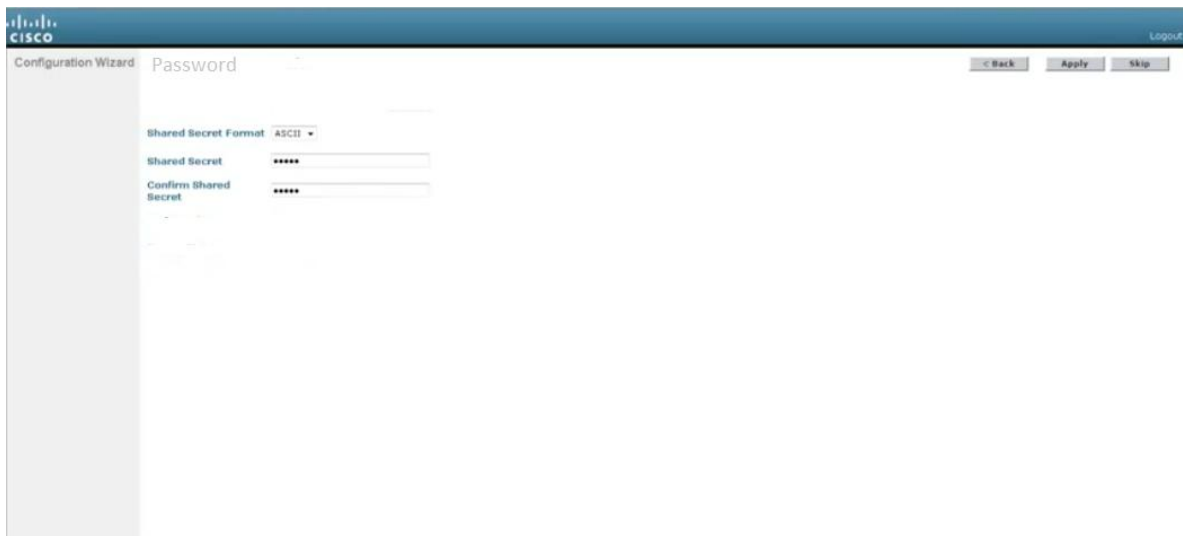 CISCO
Logout
Configuration Wizard
Password
< Back
Apply
Skip
Shared Secret Format ASCII
Shared Secret •••••
Confirm Shared
Secret •••••